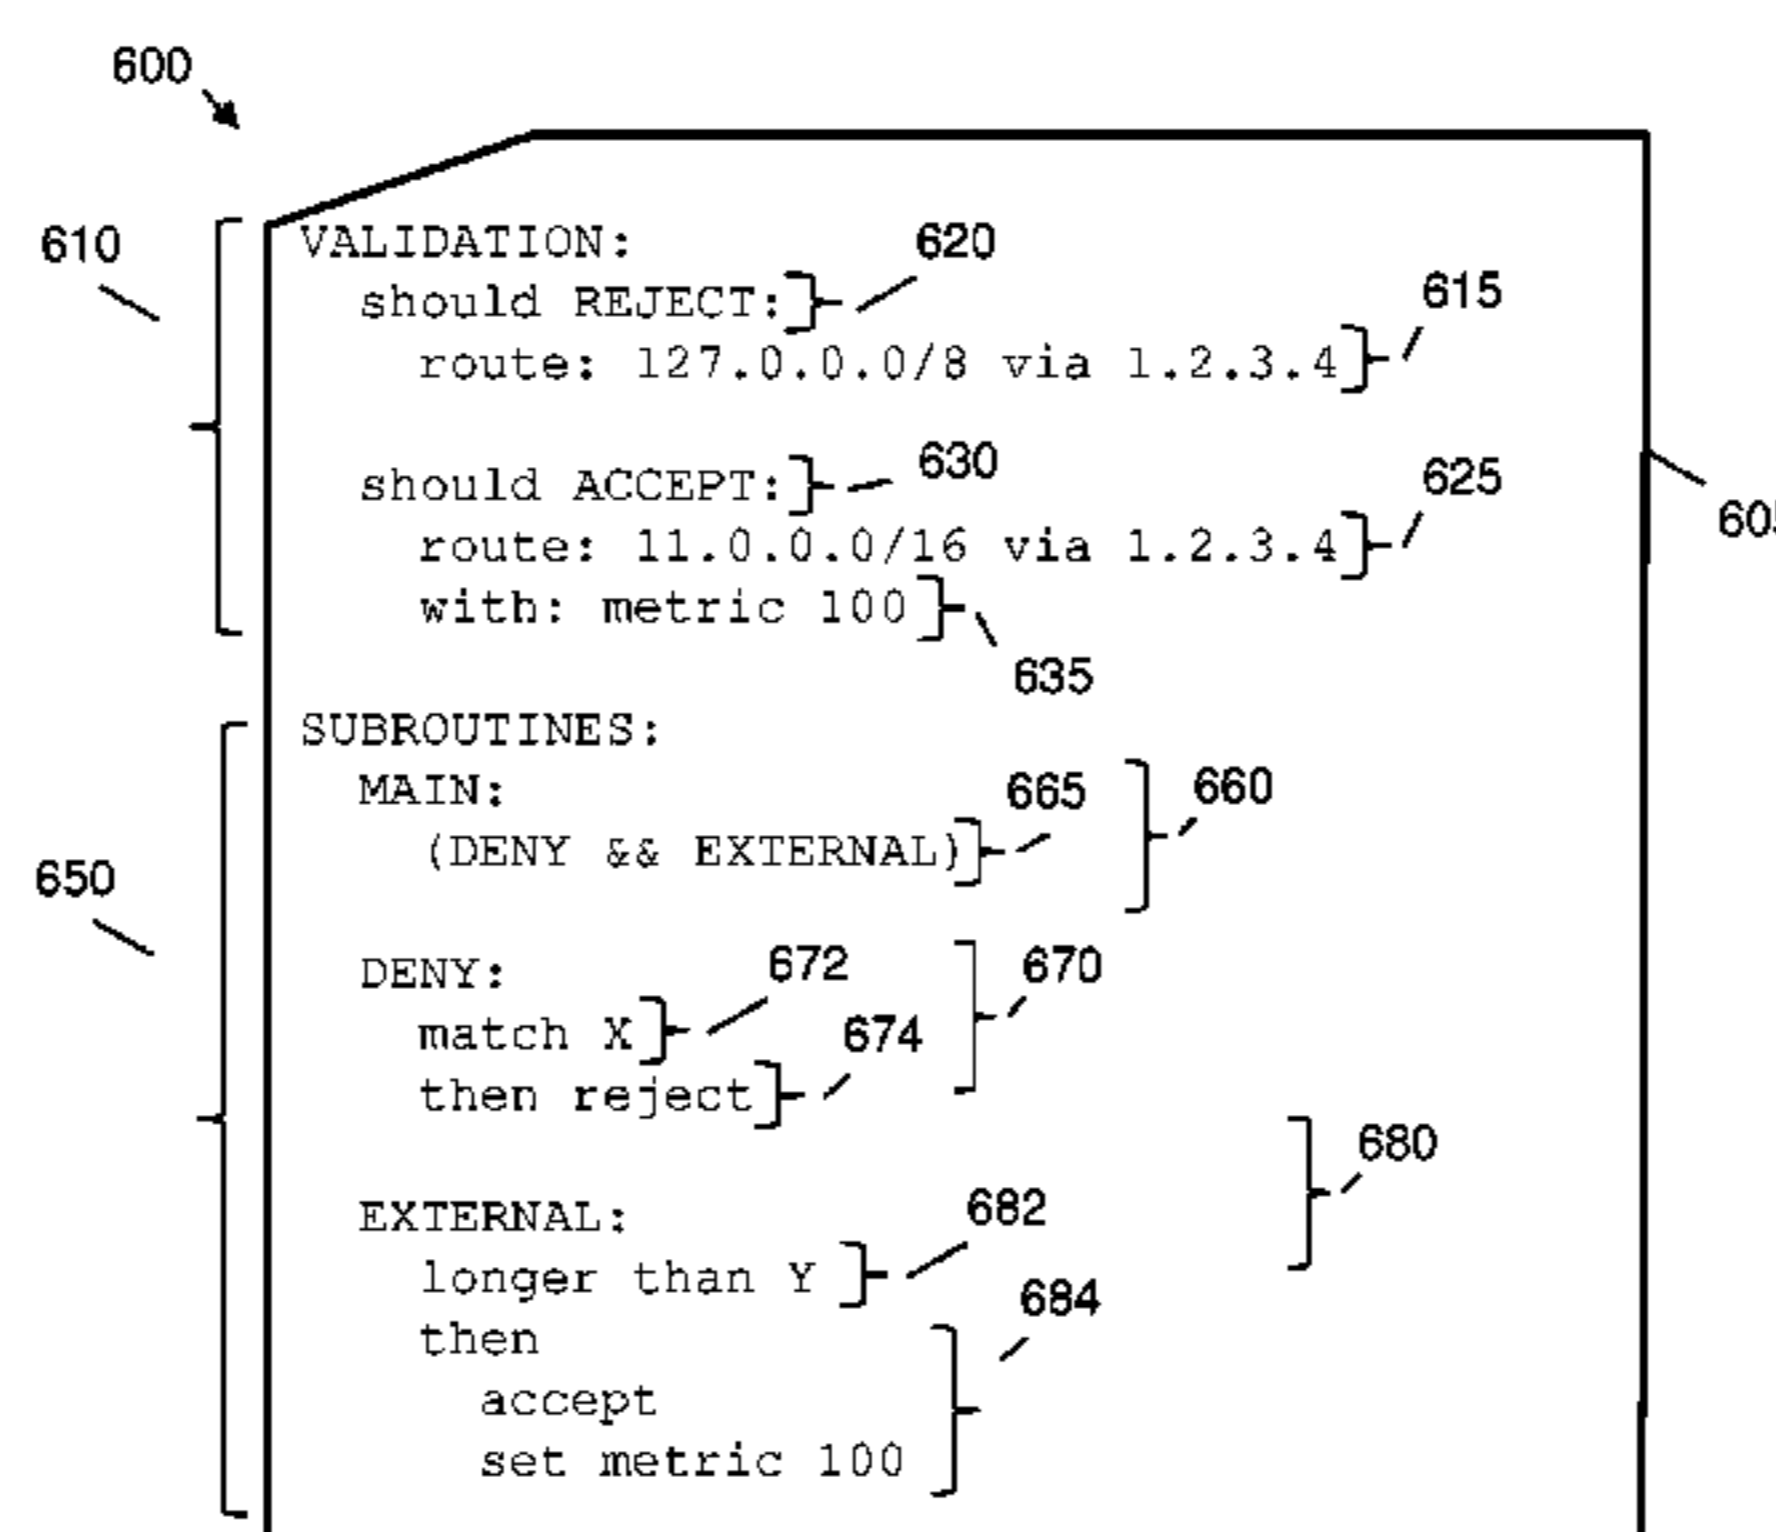 600
610
VALIDATION:
620
should REJECT:
615
route: 127.0.0.0/8 via 1.2.3.4
630
should ACCEPT:
625
route: 11.0.0.0/16 via 1.2.3.4
with: metric 100
635
SUBROUTINES:
MAIN:
665
660
(DENY && EXTERNAL)
650
DENY:
672
670
match X
674
then reject
680
EXTERNAL:
682
longer than Y
684
then
accept
set metric 100